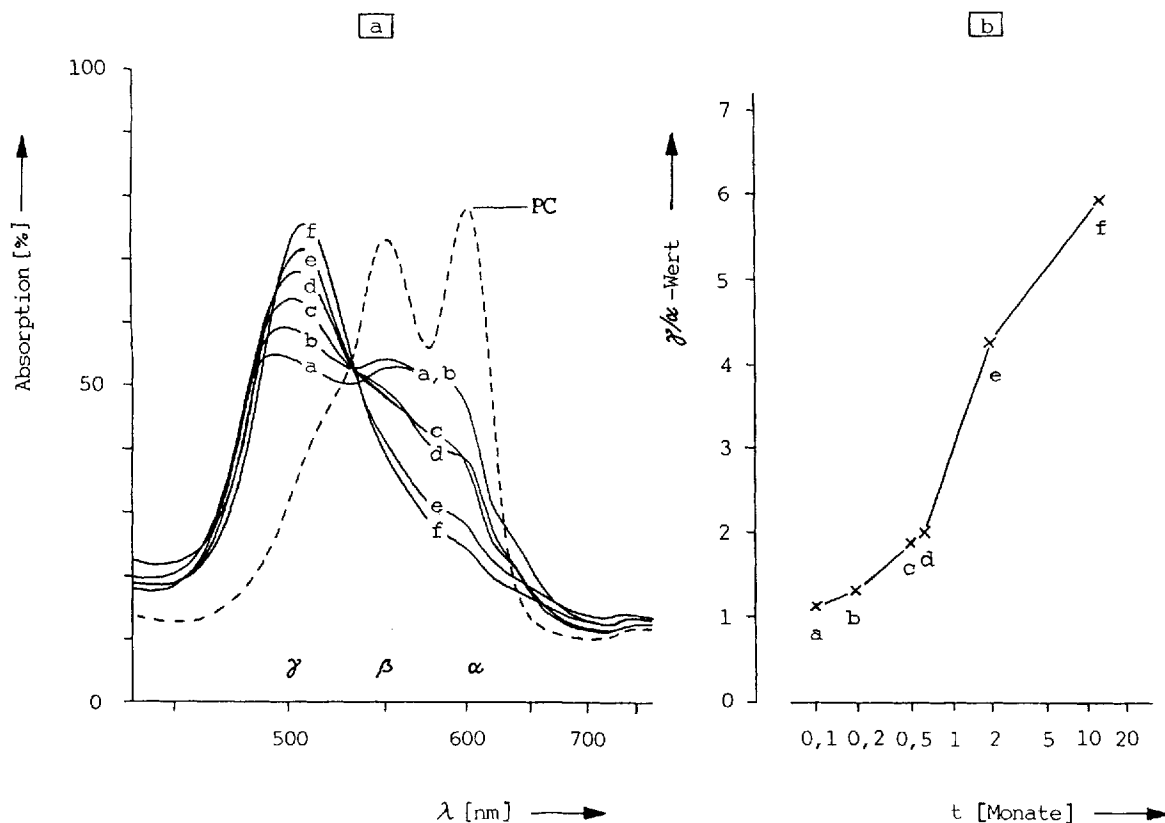 a
100
50
0
Absorption [%]
f
e
d
c
b
a
a,b
c
d
e
f
PC
γ
β
α
500
600
700
λ [nm]
b
7
6
5
4
3
2
1
0
γ/α-Wert
a
b
c
d
e
f
0,1
0,2
0,5
1
2
5
10
20
t [Monate]